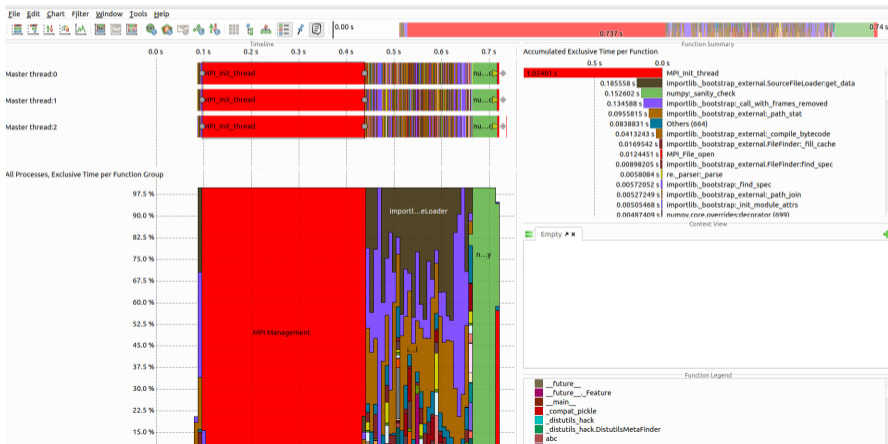 File Edit Chart Filter Window Tools Help
0.00 s
0.737 s
0.74 s
Timeline
0.0 s 0.1 s 0.2 s 0.3 s 0.4 s 0.5 s 0.6 s 0.7 s
Master thread:0
MPI_Init_thread
nu...c
Master thread:1
MPI_Init_thread
nu...c
Master thread:2
MPI_Init_thread
nu...c
All Processes, Exclusive Time per Function Group
97.5 %
90.0 %
82.5 %
75.0 %
67.5 %
60.0 %
52.5 %
45.0 %
37.5 %
30.0 %
22.5 %
15.0 %
importl...eLoader
n...y
MPI Management
Function Summary
Accumulated Exclusive Time per Function
0.5 s 0.0 s
MPI_Init_thread
0.185558 s importlib._bootstrap_external.SourceFileLoader:get_data
0.152602 s numpy:_sanity_check
0.134588 s importlib._bootstrap:_call_with_frames_removed
0.0955815 s importlib._bootstrap_external:_path_stat
0.0838831 s Others (664)
0.0413243 s importlib._bootstrap_external:_compile_bytecode
0.0169542 s importlib._bootstrap_external.FileFinder:_fill_cache
0.0124451 s MPI_File_open
0.00898205 s importlib._bootstrap_external.FileFinder:find_spec
0.0058084 s re._parser:_parse
0.00572052 s importlib._bootstrap:_find_spec
0.00527249 s importlib._bootstrap_external:_path_join
0.00505468 s importlib._bootstrap:_init_module_attrs
0.00487409 s numpy.core.overrides:decorator (699)
Context View
Empty
Function Legend
__future__
__future__._Feature
__main__
_compat_pickle
_distutils_hack
_distutils_hack.DistutilsMetaFinder
abc